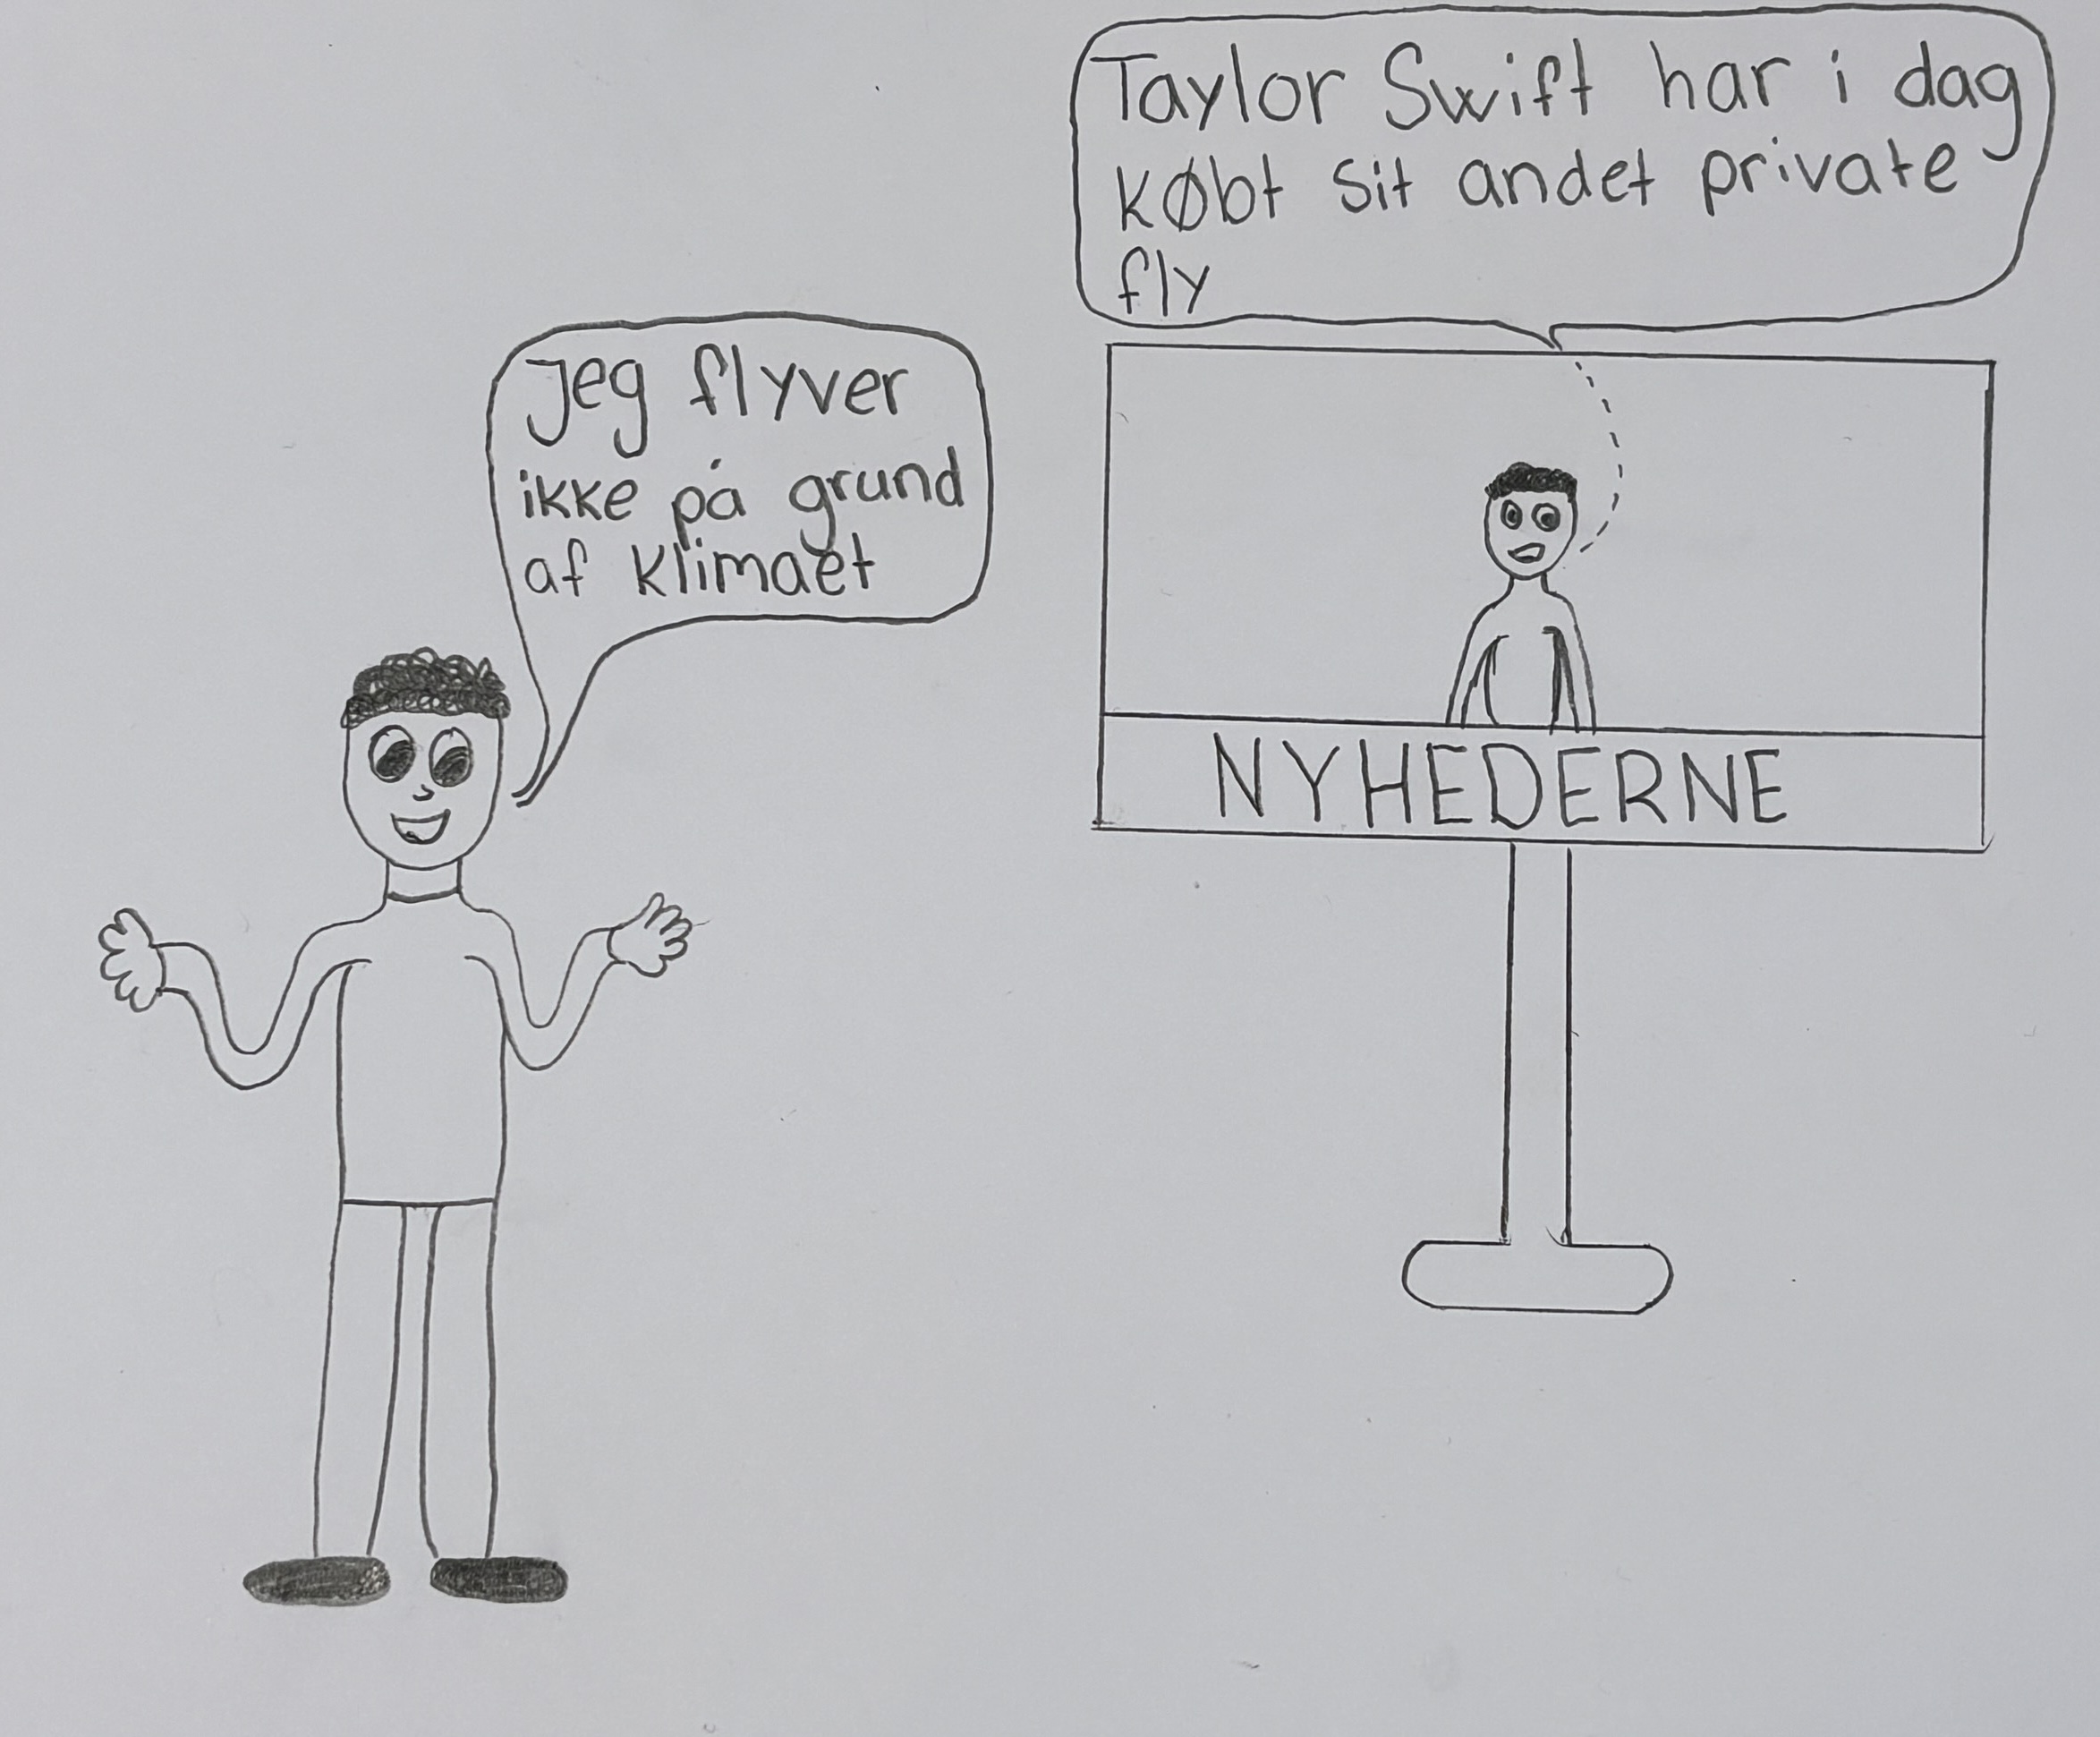 Taylor Swift har i dag
købt sit andet private
fly
Jeg flyver
ikke på grund
af klimaet
NYHEDERNE